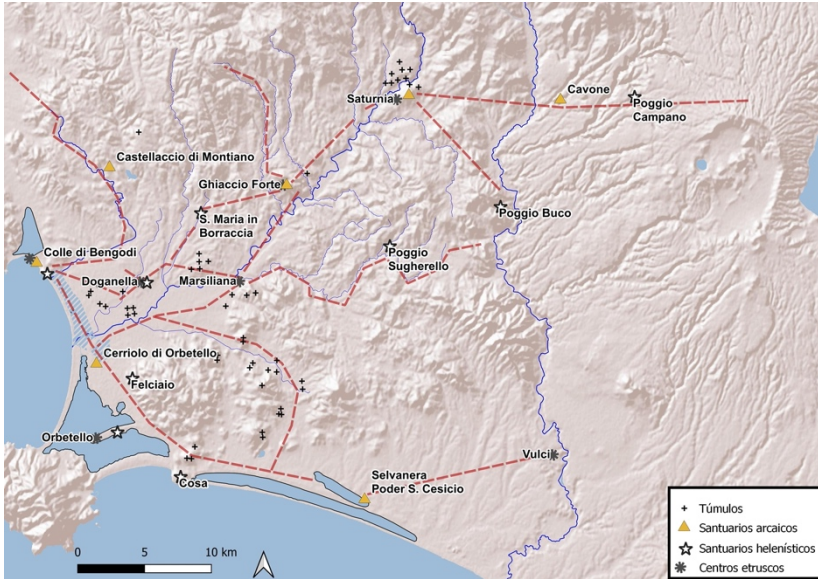 Saturnia
Cavone
Poggio
Campano
Castellaccio di Montiano
Ghiaccio Forte
S. Maria in
Borraccia
Poggio Buco
Colle di Bengodi
Poggio
Sugherello
Doganella
Marsiliana
Cerriolo di Orbetello
Felciaio
Orbetello
Vulci
Cosa
Selvanera
Poder S. Cesicio
0 5 10 km
Túmulos
Santuarios arcaicos
Santuarios helenísticos
Centros etruscos